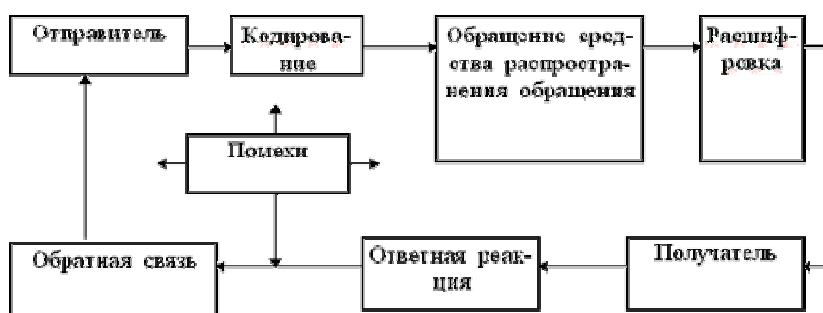 Отправитель
Кодирова-
ние
Обращение сред-
ства распростра-
нения обращения
Расшиф-
ровка
Помехи
Обратная связь
Ответная реак-
ция
Получатель